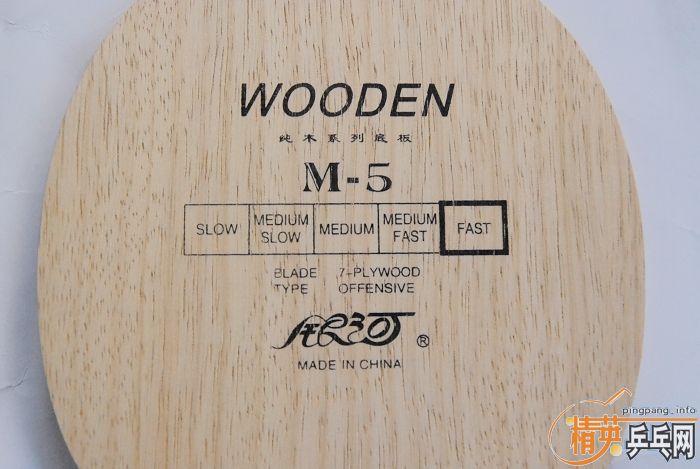 WOODEN
纯木系列底板
M-5
SLOW MEDIUM SLOW MEDIUM MEDIUM FAST FAST
BLADE 7-PLYWOOD
TYPE OFFENSIVE
®
MADE IN CHINA
pingpang_info
精英乒乓网